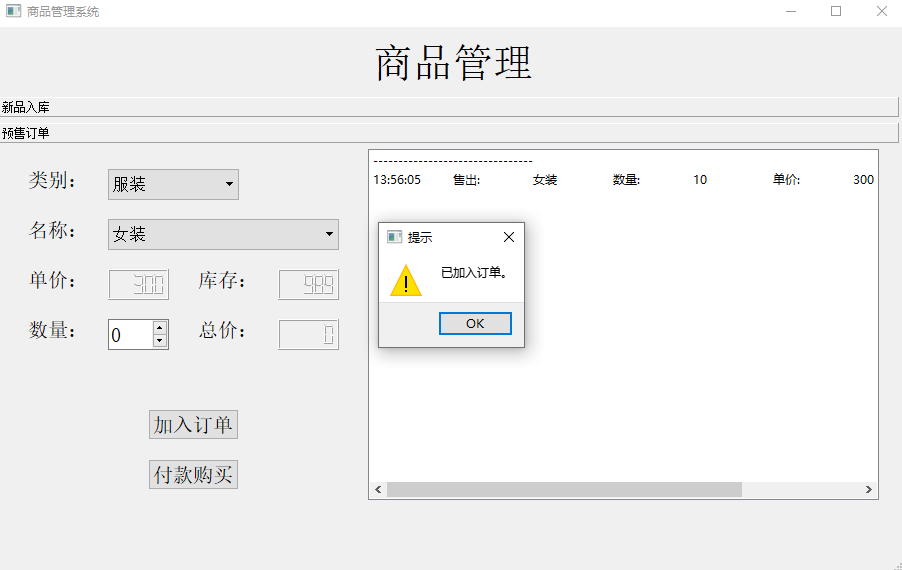 商品管理系统
商品管理
新品入库
预售订单
类别： 服装
名称： 女装
单价： 300 库存： 989
数量： 0 总价： 0
加入订单
付款购买
--------------------------------
13:56:05 售出: 女装 数量: 10 单价: 300
提示
已加入订单。
OK